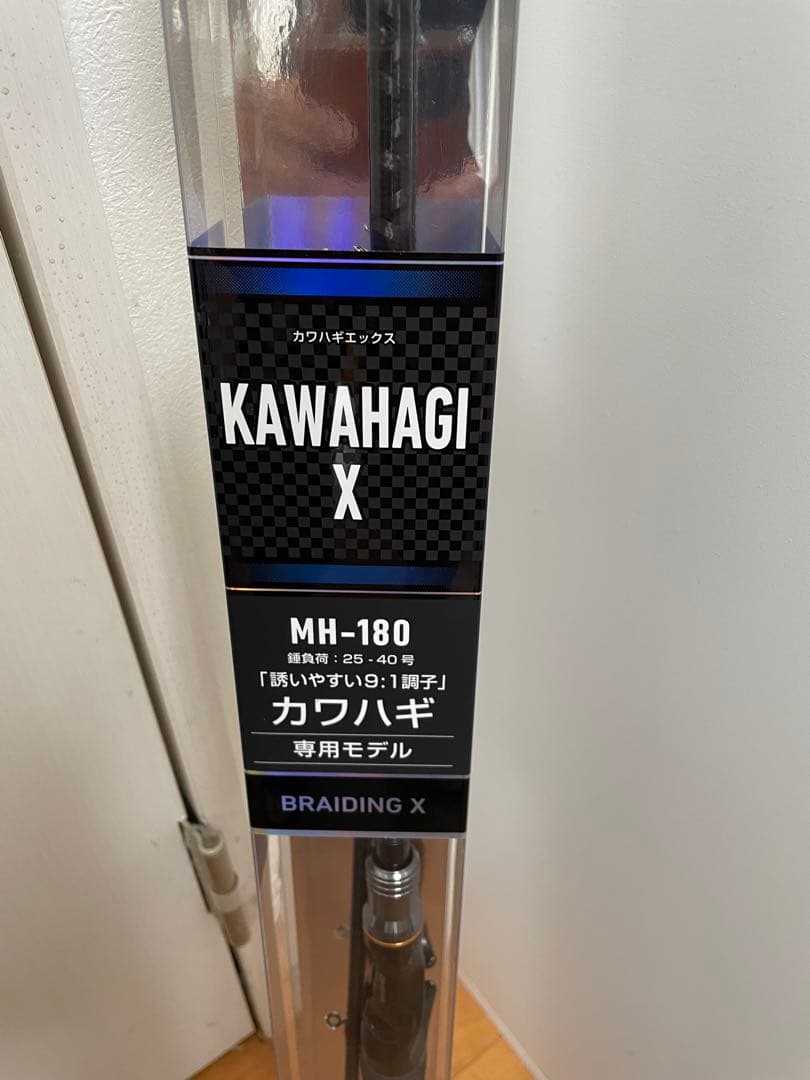 カワハギエックス
KAWAHAGI
X
MH-180
錘負荷：25-40号
「誘いやすい9:1調子」
カワハギ
専用モデル
BRAIDING X